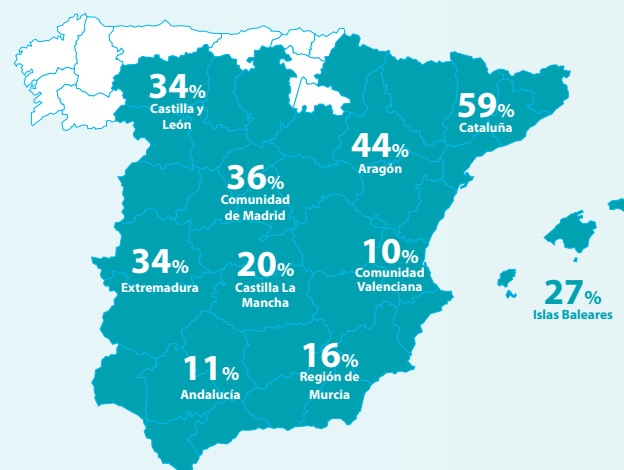 34%
Castilla y
León
59%
Cataluña
44%
Aragón
36%
Comunidad
de Madrid
34%
Extremadura
20%
Castilla La
Mancha
10%
Comunidad
Valenciana
27%
Islas Baleares
11%
Andalucía
16%
Región de
Murcia